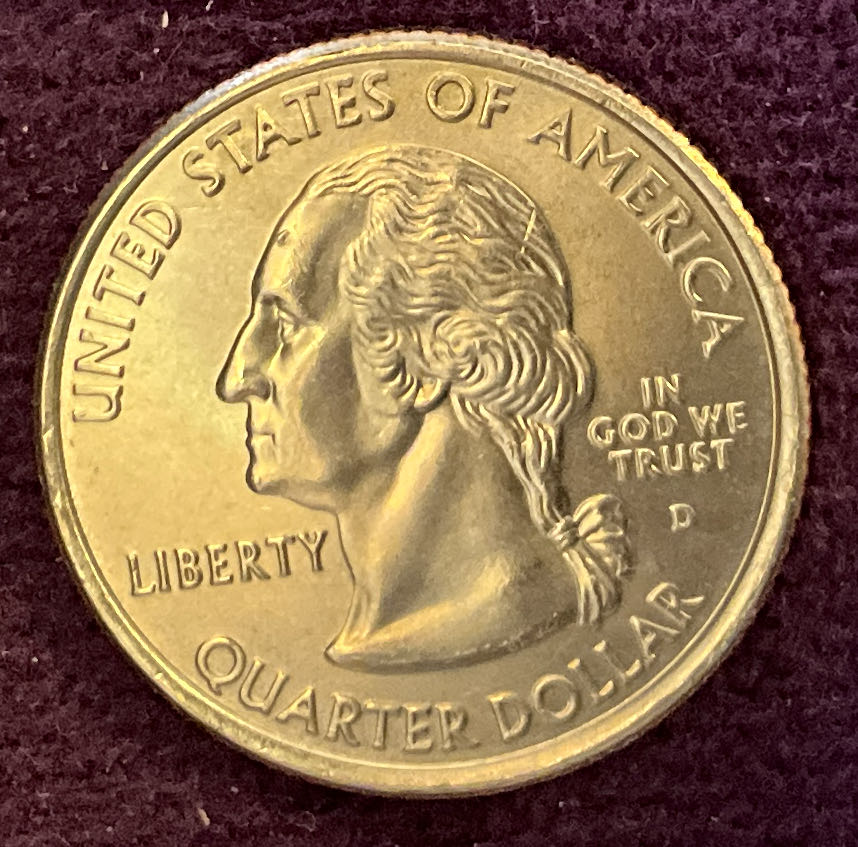 UNITED STATES OF AMERICA
IN
GOD WE
TRUST
D
LIBERTY
QUARTER DOLLAR